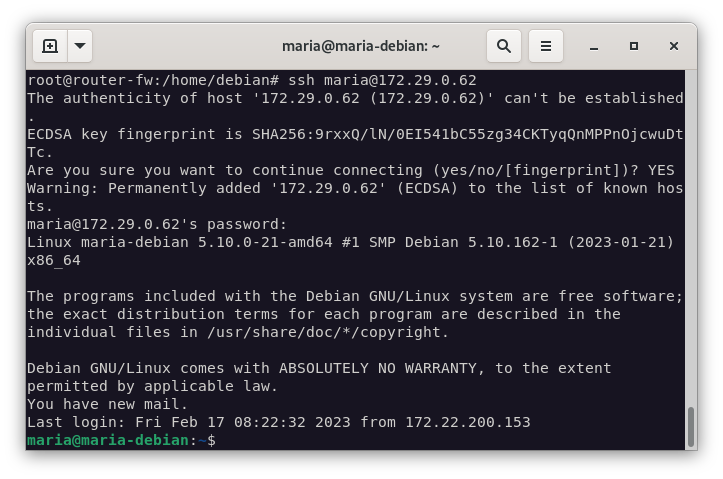 maria@maria-debian: ~
root@router-fw:/home/debian# ssh maria@172.29.0.62
The authenticity of host '172.29.0.62 (172.29.0.62)' can't be established
.
ECDSA key fingerprint is SHA256:9rxxQ/lN/0EI541bC55zg34CKTyqQnMPPnOjcwuDt
Tc.
Are you sure you want to continue connecting (yes/no/[fingerprint])? YES
Warning: Permanently added '172.29.0.62' (ECDSA) to the list of known hos
ts.
maria@172.29.0.62's password:
Linux maria-debian 5.10.0-21-amd64 #1 SMP Debian 5.10.162-1 (2023-01-21)
x86_64
The programs included with the Debian GNU/Linux system are free software;
the exact distribution terms for each program are described in the
individual files in /usr/share/doc/*/copyright.
Debian GNU/Linux comes with ABSOLUTELY NO WARRANTY, to the extent
permitted by applicable law.
You have new mail.
Last login: Fri Feb 17 08:22:32 2023 from 172.22.200.153
maria@maria-debian:~$